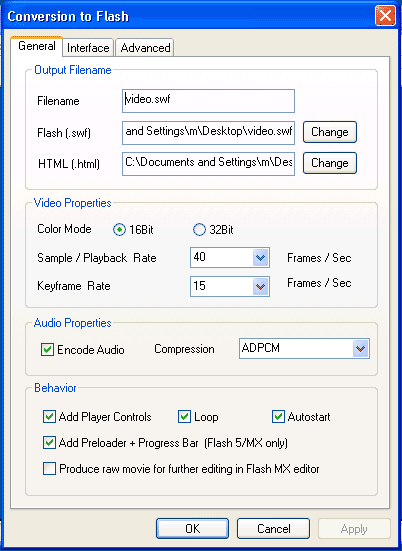 Conversion to Flash
General Interface Advanced
Output Filename
Filename video.swf
Flash (.swf) and Settings\m\Desktop\video.swf Change
HTML (.html) C:\Documents and Settings\m\Des Change
Video Properties
Color Mode 16Bit 32Bit
Sample / Playback Rate 40 Frames / Sec
Keyframe Rate 15 Frames / Sec
Audio Properties
Encode Audio Compression ADPCM
Behavior
Add Player Controls Loop Autostart
Add Preloader + Progress Bar (Flash 5/MX only)
Produce raw movie for further editing in Flash MX editor
OK Cancel Apply